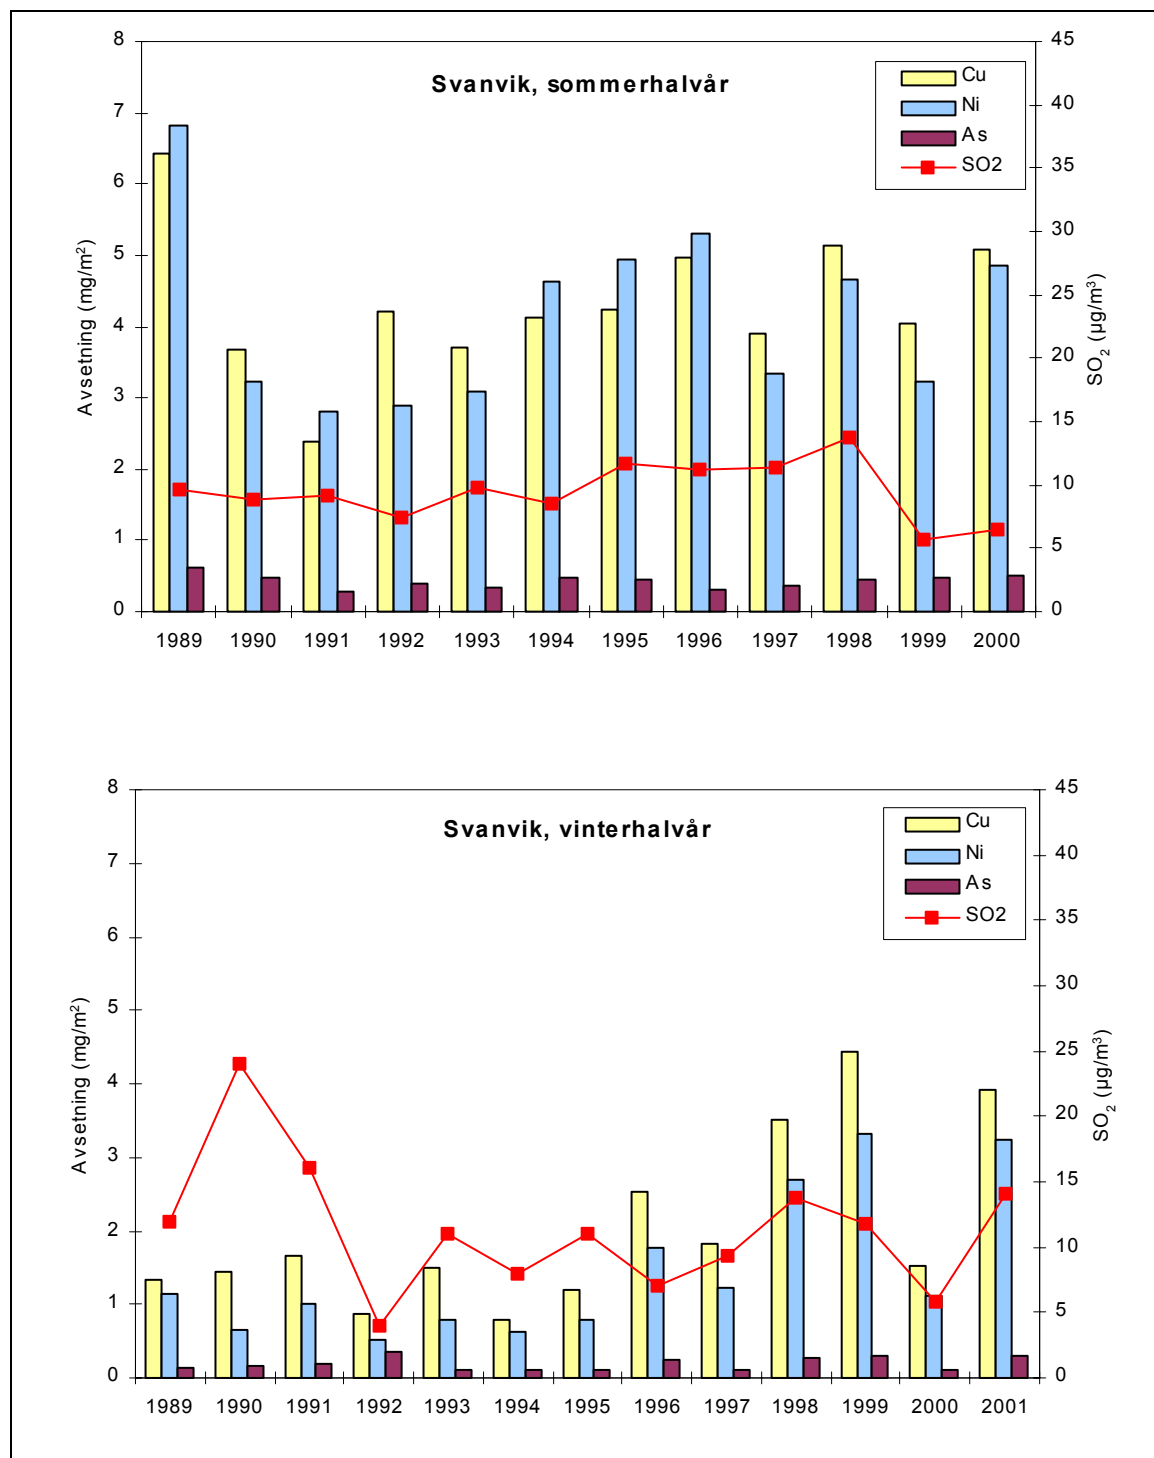 Svanvik, sommerhalvår
Cu
Ni
As
SO2
8
7
6
5
4
3
2
1
0
Avsetning (mg/m²)
45
40
35
30
25
20
15
10
5
0
SO₂ (µg/m³)
1989 1990 1991 1992 1993 1994 1995 1996 1997 1998 1999 2000
Svanvik, vinterhalvår
Cu
Ni
As
SO2
8
7
6
5
4
3
2
1
0
Avsetning (mg/m²)
45
40
35
30
25
20
15
10
5
0
SO₂ (µg/m³)
1989 1990 1991 1992 1993 1994 1995 1996 1997 1998 1999 2000 2001